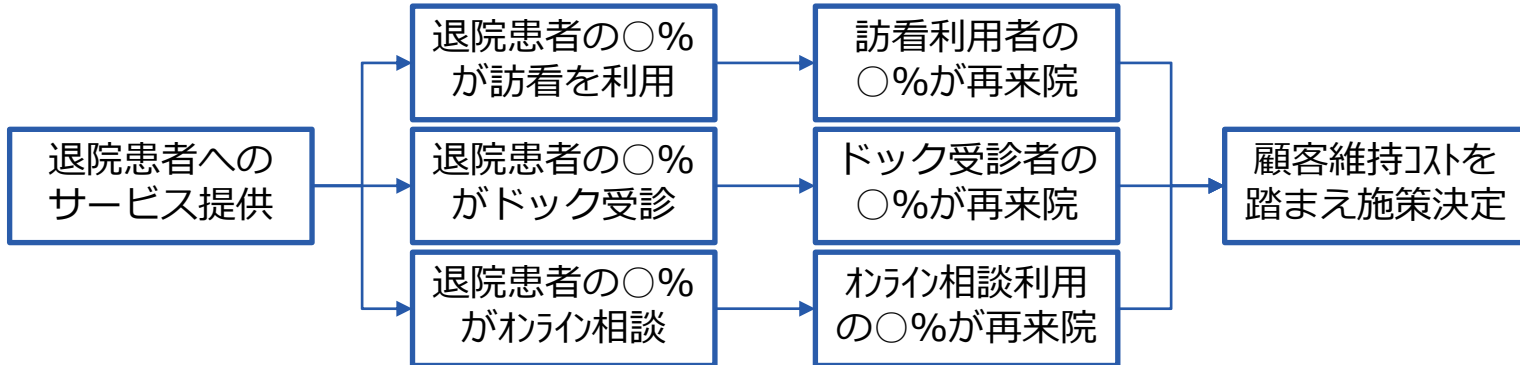 退院患者への
サービス提供
退院患者の○%
が訪看を利用
訪看利用者の
○%が再来院
退院患者の○%
がドック受診
ドック受診者の
○%が再来院
退院患者の○%
がｵﾝﾗｲﾝ相談
ｵﾝﾗｲﾝ相談利用
の○%が再来院
顧客維持ｺｽﾄを
踏まえ施策決定